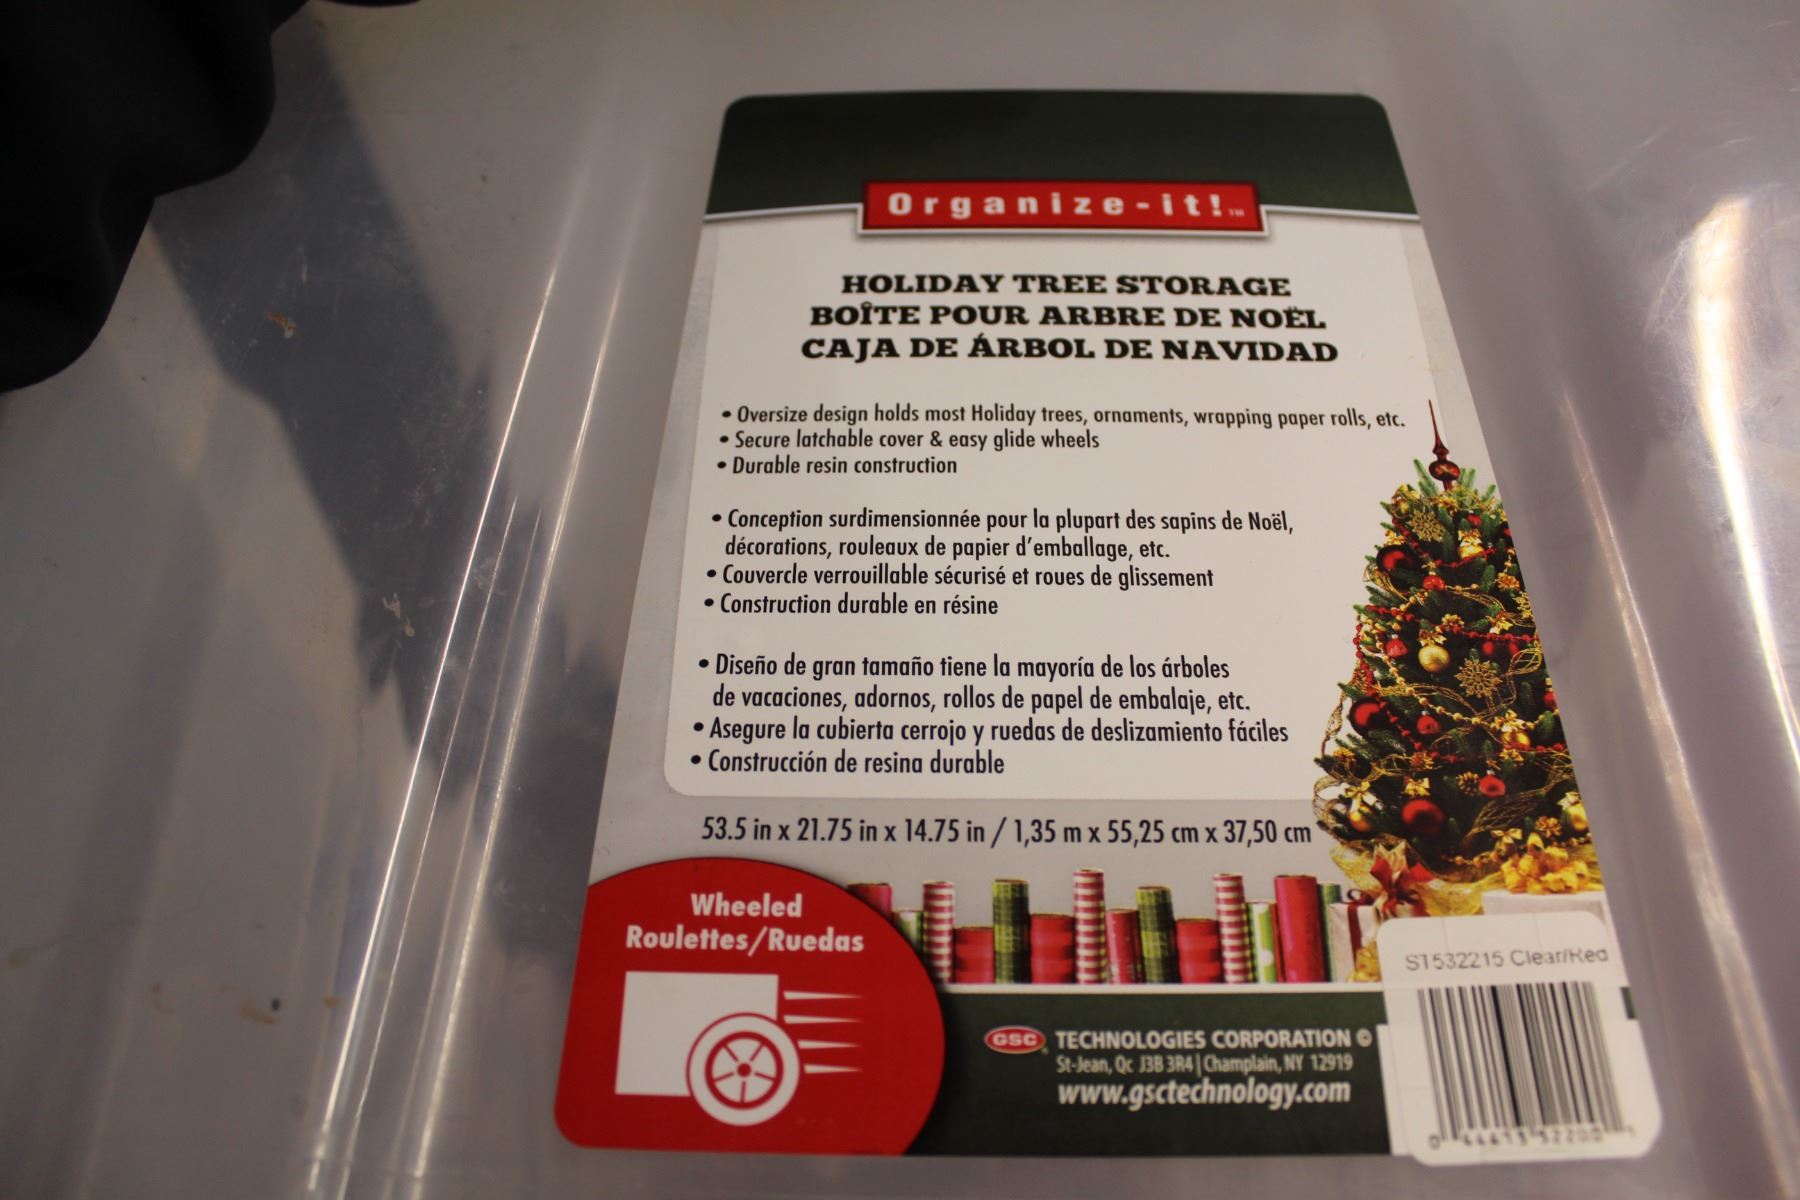 Organize-it!™
HOLIDAY TREE STORAGE
BOÎTE POUR ARBRE DE NOËL
CAJA DE ÁRBOL DE NAVIDAD
• Oversize design holds most Holiday trees, ornaments, wrapping paper rolls, etc.
• Secure latchable cover & easy glide wheels
• Durable resin construction
• Conception surdimensionnée pour la plupart des sapins de Noël,
décorations, rouleaux de papier d'emballage, etc.
• Couvercle verrouillable sécurisé et roues de glissement
• Construction durable en résine
• Diseño de gran tamaño tiene la mayoría de los árboles
de vacaciones, adornos, rollos de papel de embalaje, etc.
• Asegure la cubierta cerrojo y ruedas de deslizamiento fáciles
• Construcción de resina durable
53.5 in x 21.75 in x 14.75 in / 1,35 m x 55,25 cm x 37,50 cm
Wheeled
Roulettes/Ruedas
S1532215 Clear/Red
GSC® TECHNOLOGIES CORPORATION ©
St-Jean, Qc J3B 3R4 | Champlain, NY 12919
www.gsctechnology.com